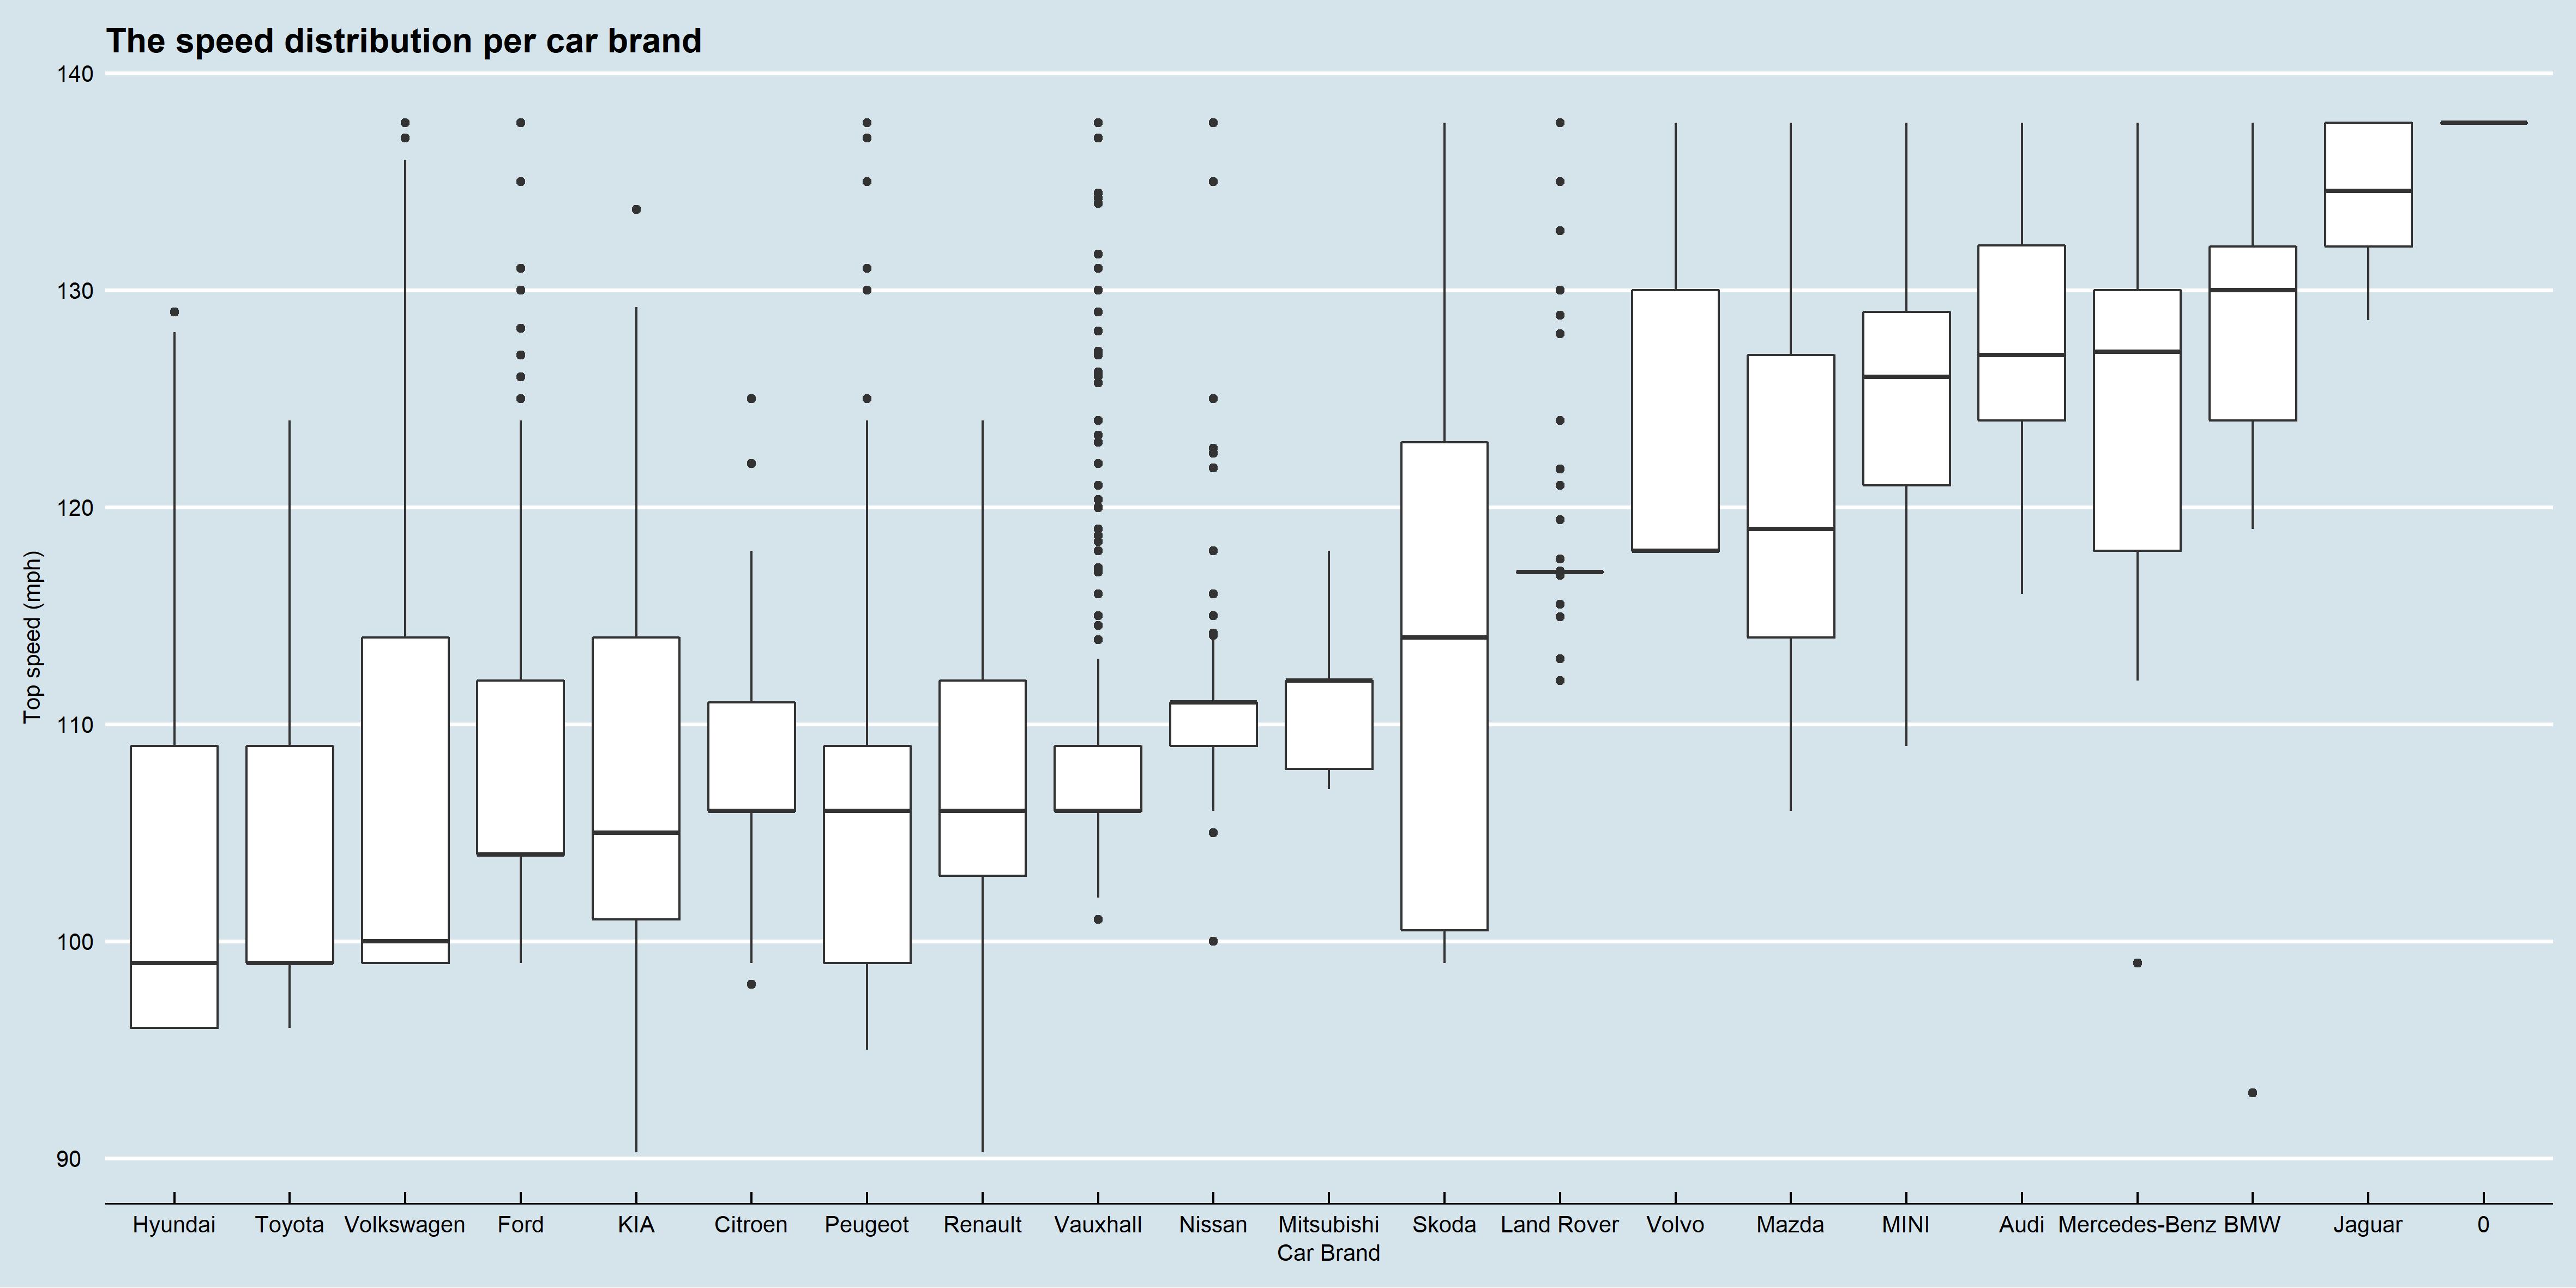 The speed distribution per car brand
140
130
120
110
100
90
Top speed (mph)
Hyundai Toyota Volkswagen Ford KIA Citroen Peugeot Renault Vauxhall Nissan Mitsubishi Skoda Land Rover Volvo Mazda MINI Audi Mercedes-Benz BMW Jaguar 0
Car Brand